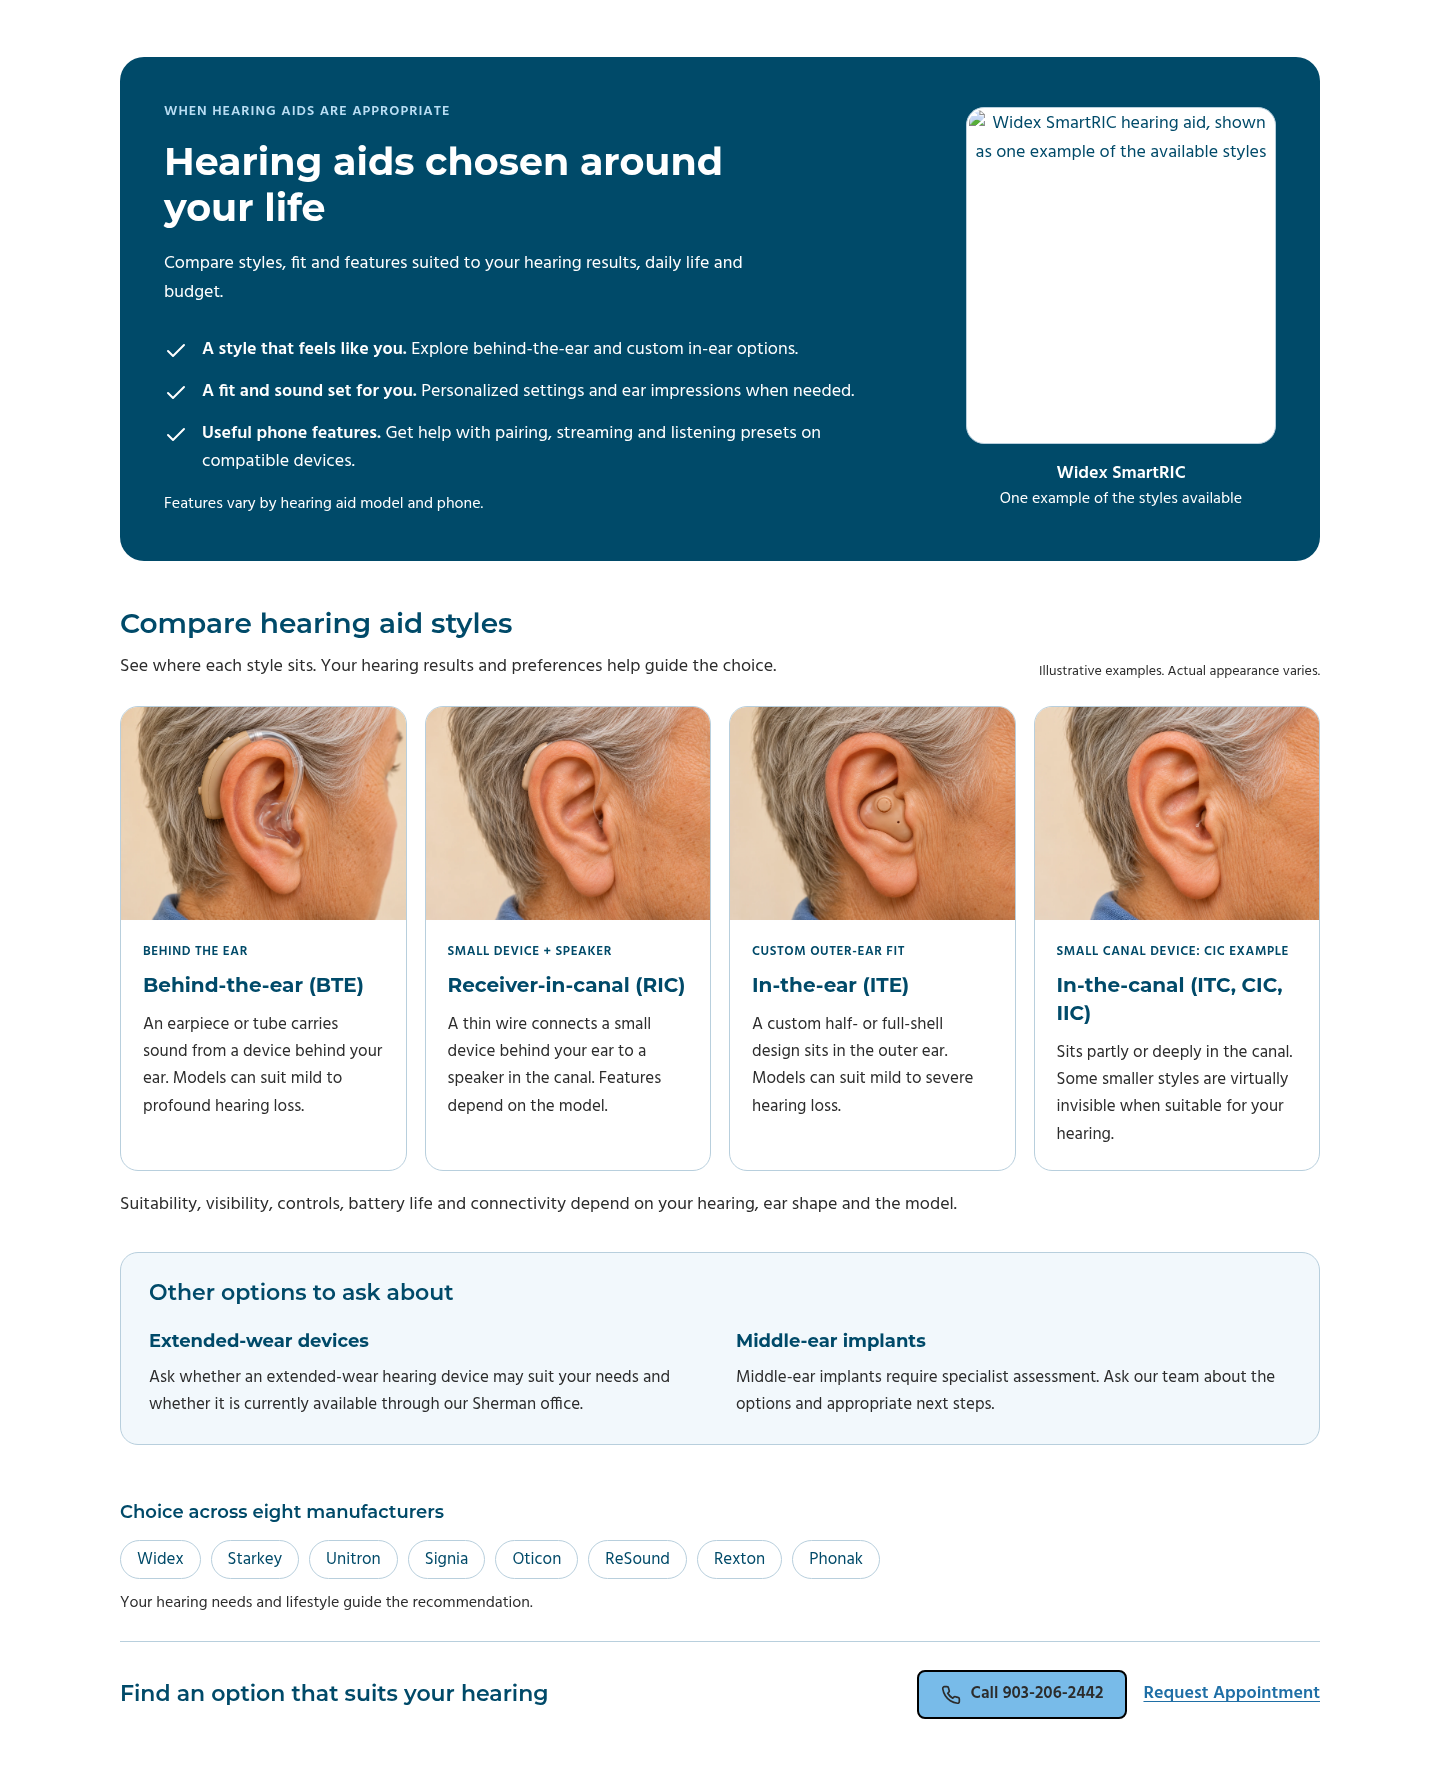 WHEN HEARING AIDS ARE APPROPRIATE
Hearing aids chosen around
your life
Compare styles, fit and features suited to your hearing results, daily life and
budget.
A style that feels like you. Explore behind-the-ear and custom in-ear options.
A fit and sound set for you. Personalized settings and ear impressions when needed.
Useful phone features. Get help with pairing, streaming and listening presets on
compatible devices.
Features vary by hearing aid model and phone.
Widex SmartRIC hearing aid, shown
as one example of the available styles
Widex SmartRIC
One example of the styles available
Compare hearing aid styles
See where each style sits. Your hearing results and preferences help guide the choice.
Illustrative examples. Actual appearance varies.
BEHIND THE EAR
Behind-the-ear (BTE)
An earpiece or tube carries
sound from a device behind your
ear. Models can suit mild to
profound hearing loss.
SMALL DEVICE + SPEAKER
Receiver-in-canal (RIC)
A thin wire connects a small
device behind your ear to a
speaker in the canal. Features
depend on the model.
CUSTOM OUTER-EAR FIT
In-the-ear (ITE)
A custom half- or full-shell
design sits in the outer ear.
Models can suit mild to severe
hearing loss.
SMALL CANAL DEVICE: CIC EXAMPLE
In-the-canal (ITC, CIC,
IIC)
Sits partly or deeply in the canal.
Some smaller styles are virtually
invisible when suitable for your
hearing.
Suitability, visibility, controls, battery life and connectivity depend on your hearing, ear shape and the model.
Other options to ask about
Extended-wear devices
Ask whether an extended-wear hearing device may suit your needs and
whether it is currently available through our Sherman office.
Middle-ear implants
Middle-ear implants require specialist assessment. Ask our team about the
options and appropriate next steps.
Choice across eight manufacturers
Widex
Starkey
Unitron
Signia
Oticon
ReSound
Rexton
Phonak
Your hearing needs and lifestyle guide the recommendation.
Find an option that suits your hearing
Call 903-206-2442
Request Appointment